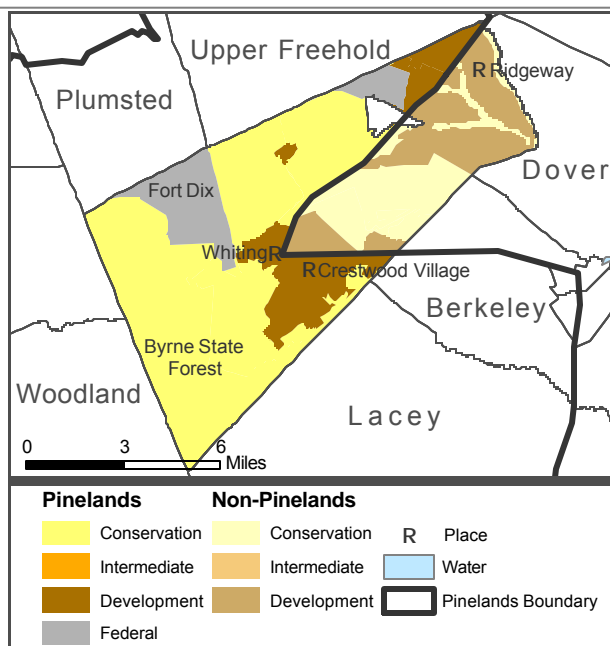 Upper Freehold
R Ridgeway
Plumsted
Dover
Fort Dix
Whiting R
R Crestwood Village
Berkeley
Byrne State
Forest
Woodland
Lacey
0 3 6
Miles
Pinelands Non-Pinelands
Conservation Conservation R Place
Intermediate Intermediate Water
Development Development Pinelands Boundary
Federal